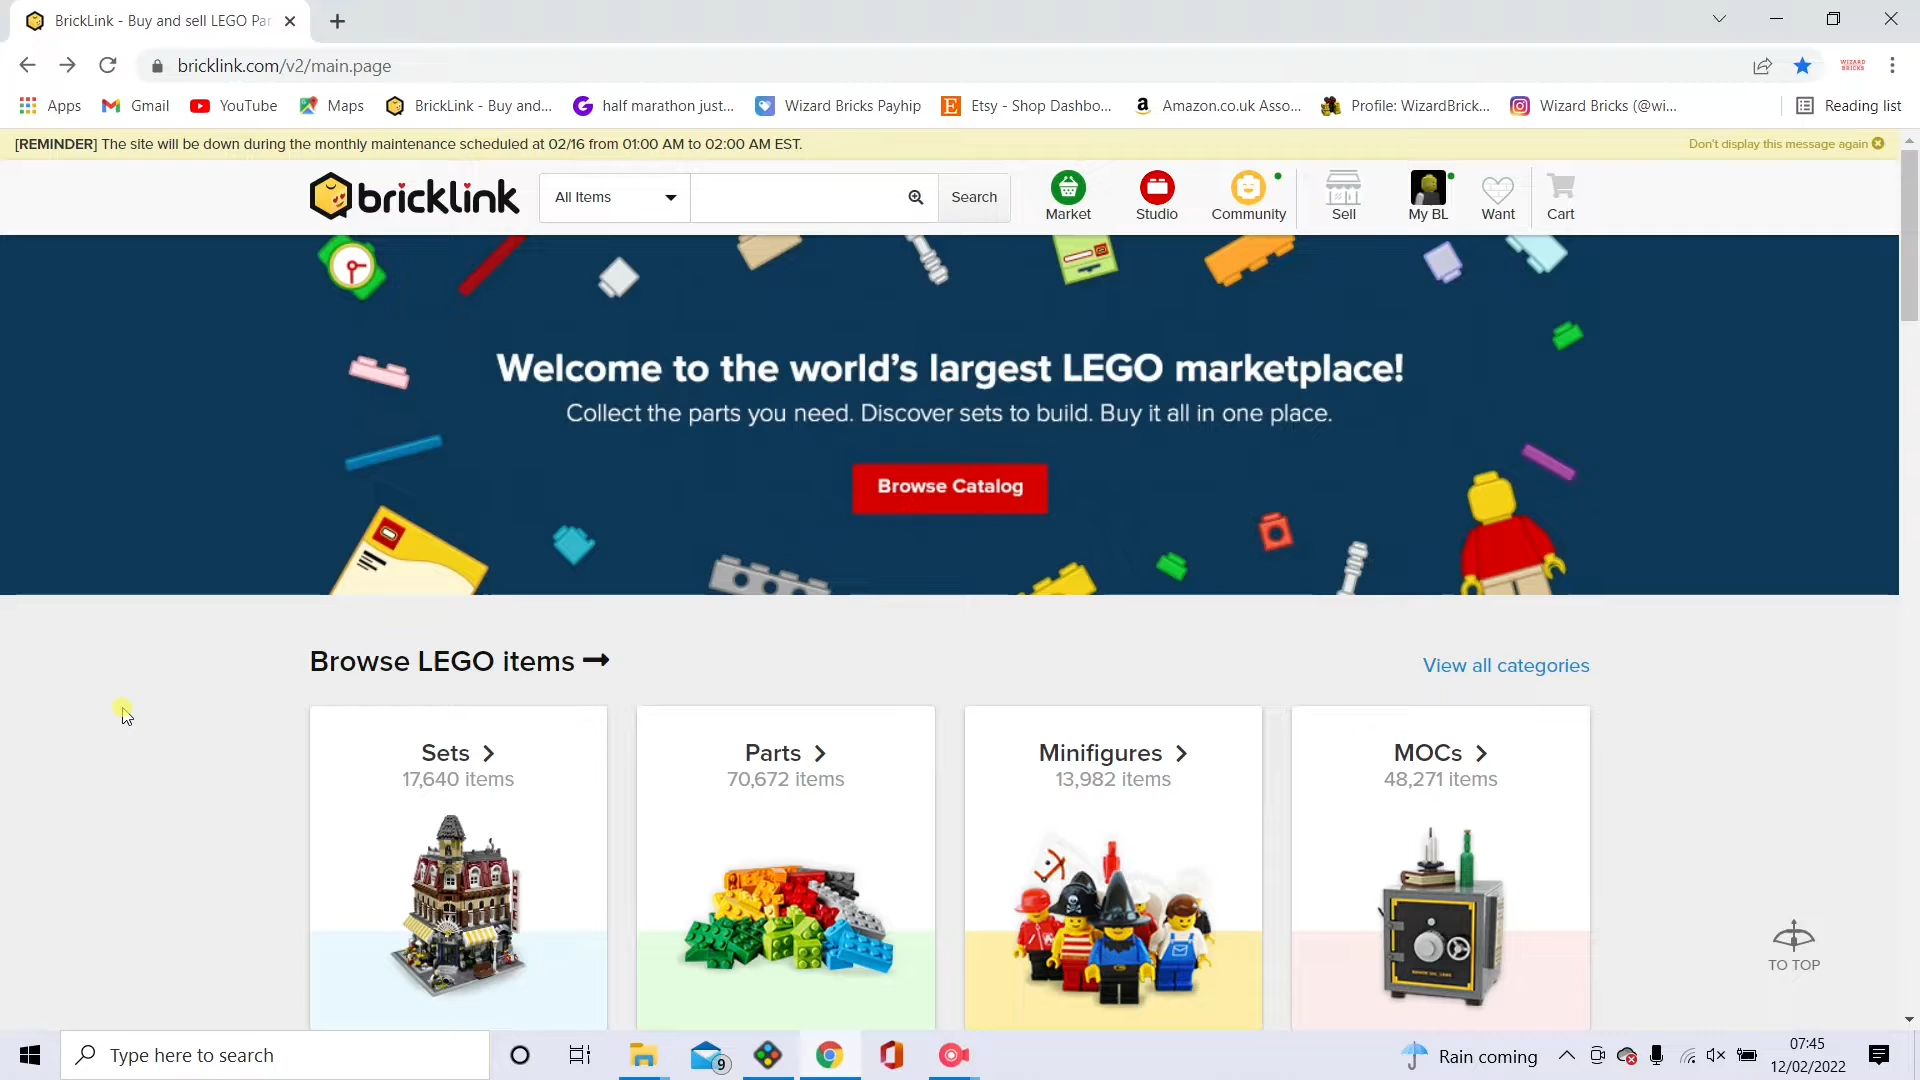 BrickLink - Buy and sell LEGO Par
bricklink.com/v2/main.page
WIZARD
BRICKS
Apps
Gmail
YouTube
Maps
BrickLink - Buy and...
half marathon just...
Wizard Bricks Payhip
Etsy - Shop Dashbo...
Amazon.co.uk Asso...
Profile: WizardBrick...
Wizard Bricks (@wi...
Reading list
[REMINDER] The site will be down during the monthly maintenance scheduled at 02/16 from 01:00 AM to 02:00 AM EST.
Don't display this message again
bricklink
All Items
Search
Market
Studio
Community
Sell
My BL
Want
Cart
Welcome to the world's largest LEGO marketplace!
Collect the parts you need. Discover sets to build. Buy it all in one place.
Browse Catalog
Browse LEGO items
View all categories
Sets
17,640 items
Parts
70,672 items
Minifigures
13,982 items
MOCs
48,271 items
TO TOP
Type here to search
9
Rain coming
07:45
12/02/2022